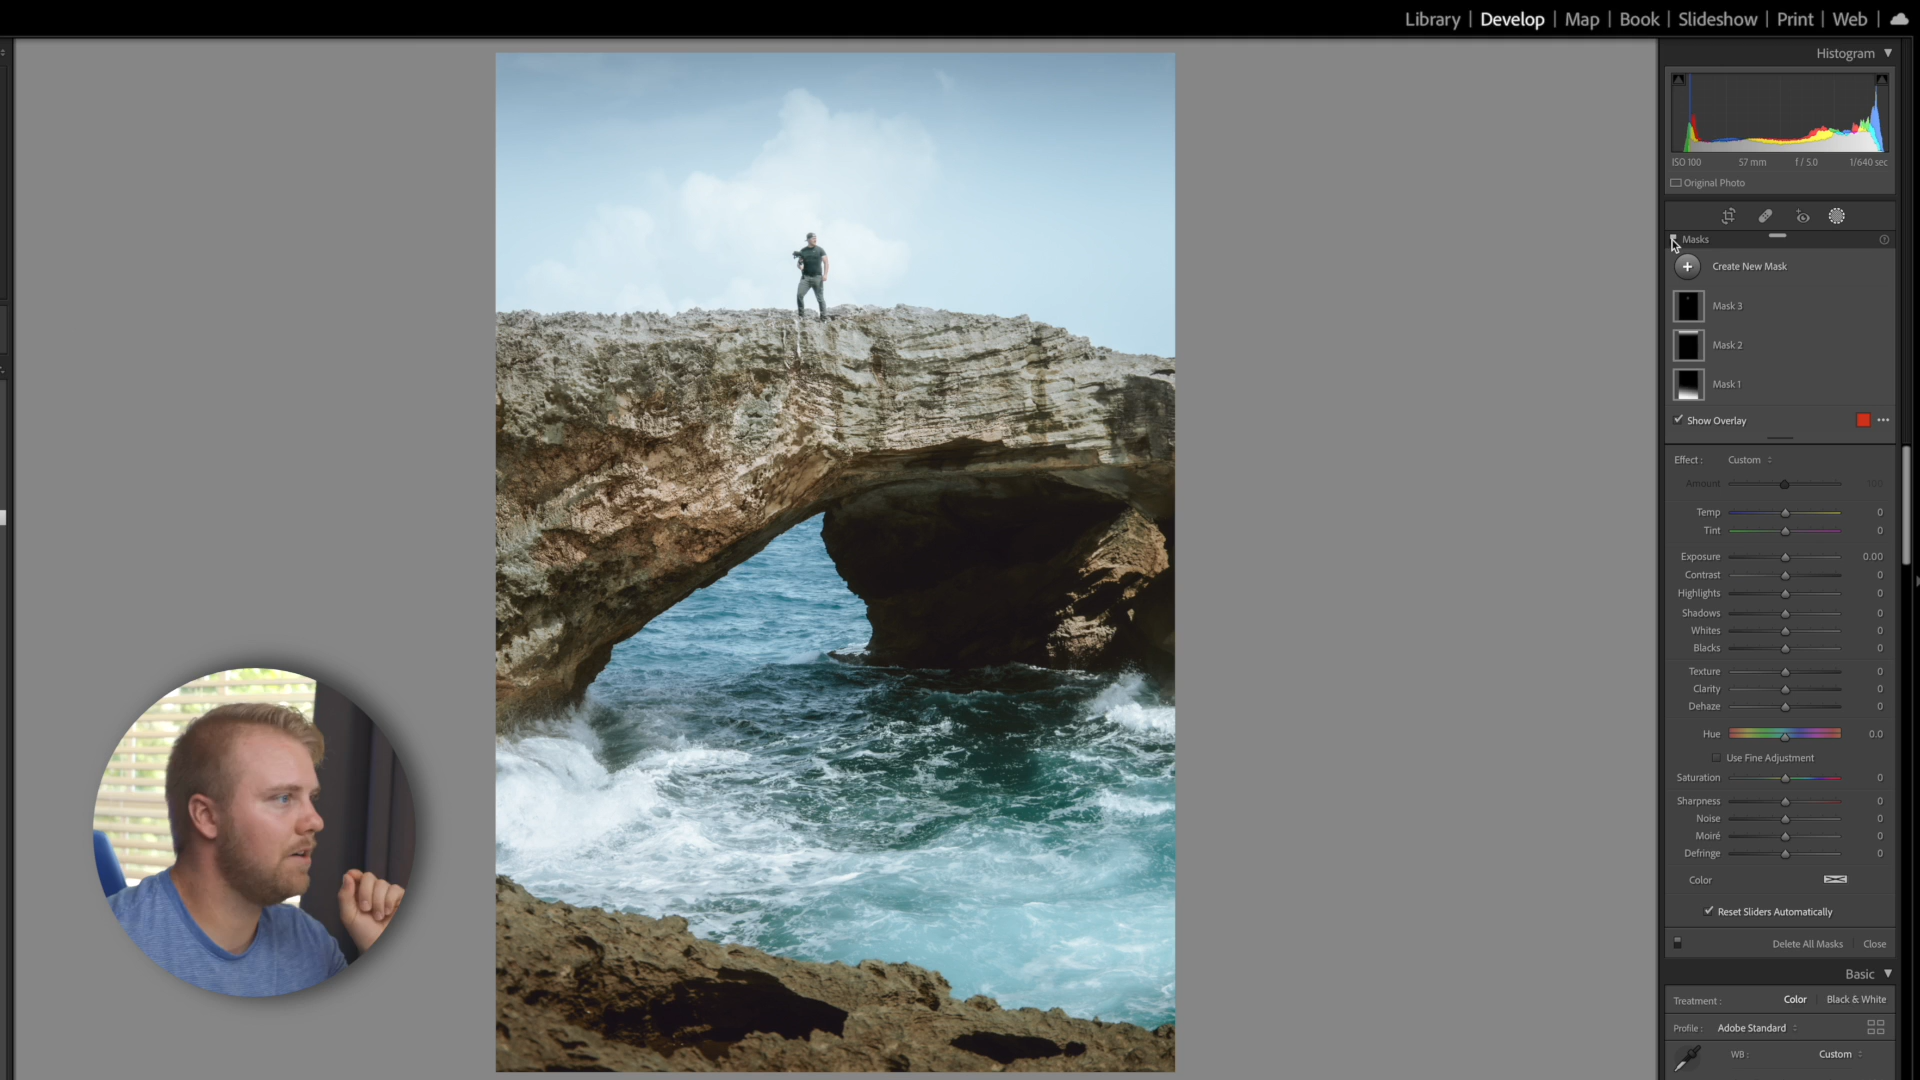 Library | Develop | Map | Book | Slideshow | Print | Web |
Histogram
ISO 100 57 mm f / 5.0 1/640 sec
Original Photo
Masks
Create New Mask
Mask 3
Mask 2
Mask 1
Show Overlay
Effect : Custom
Amount 100
Temp 0
Tint 0
Exposure 0.00
Contrast 0
Highlights 0
Shadows 0
Whites 0
Blacks 0
Texture 0
Clarity 0
Dehaze 0
Hue 0.0
Use Fine Adjustment
Saturation 0
Sharpness 0
Noise 0
Moiré 0
Defringe 0
Color
Reset Sliders Automatically
Delete All Masks Close
Basic
Treatment : Color Black & White
Profile : Adobe Standard
WB : Custom